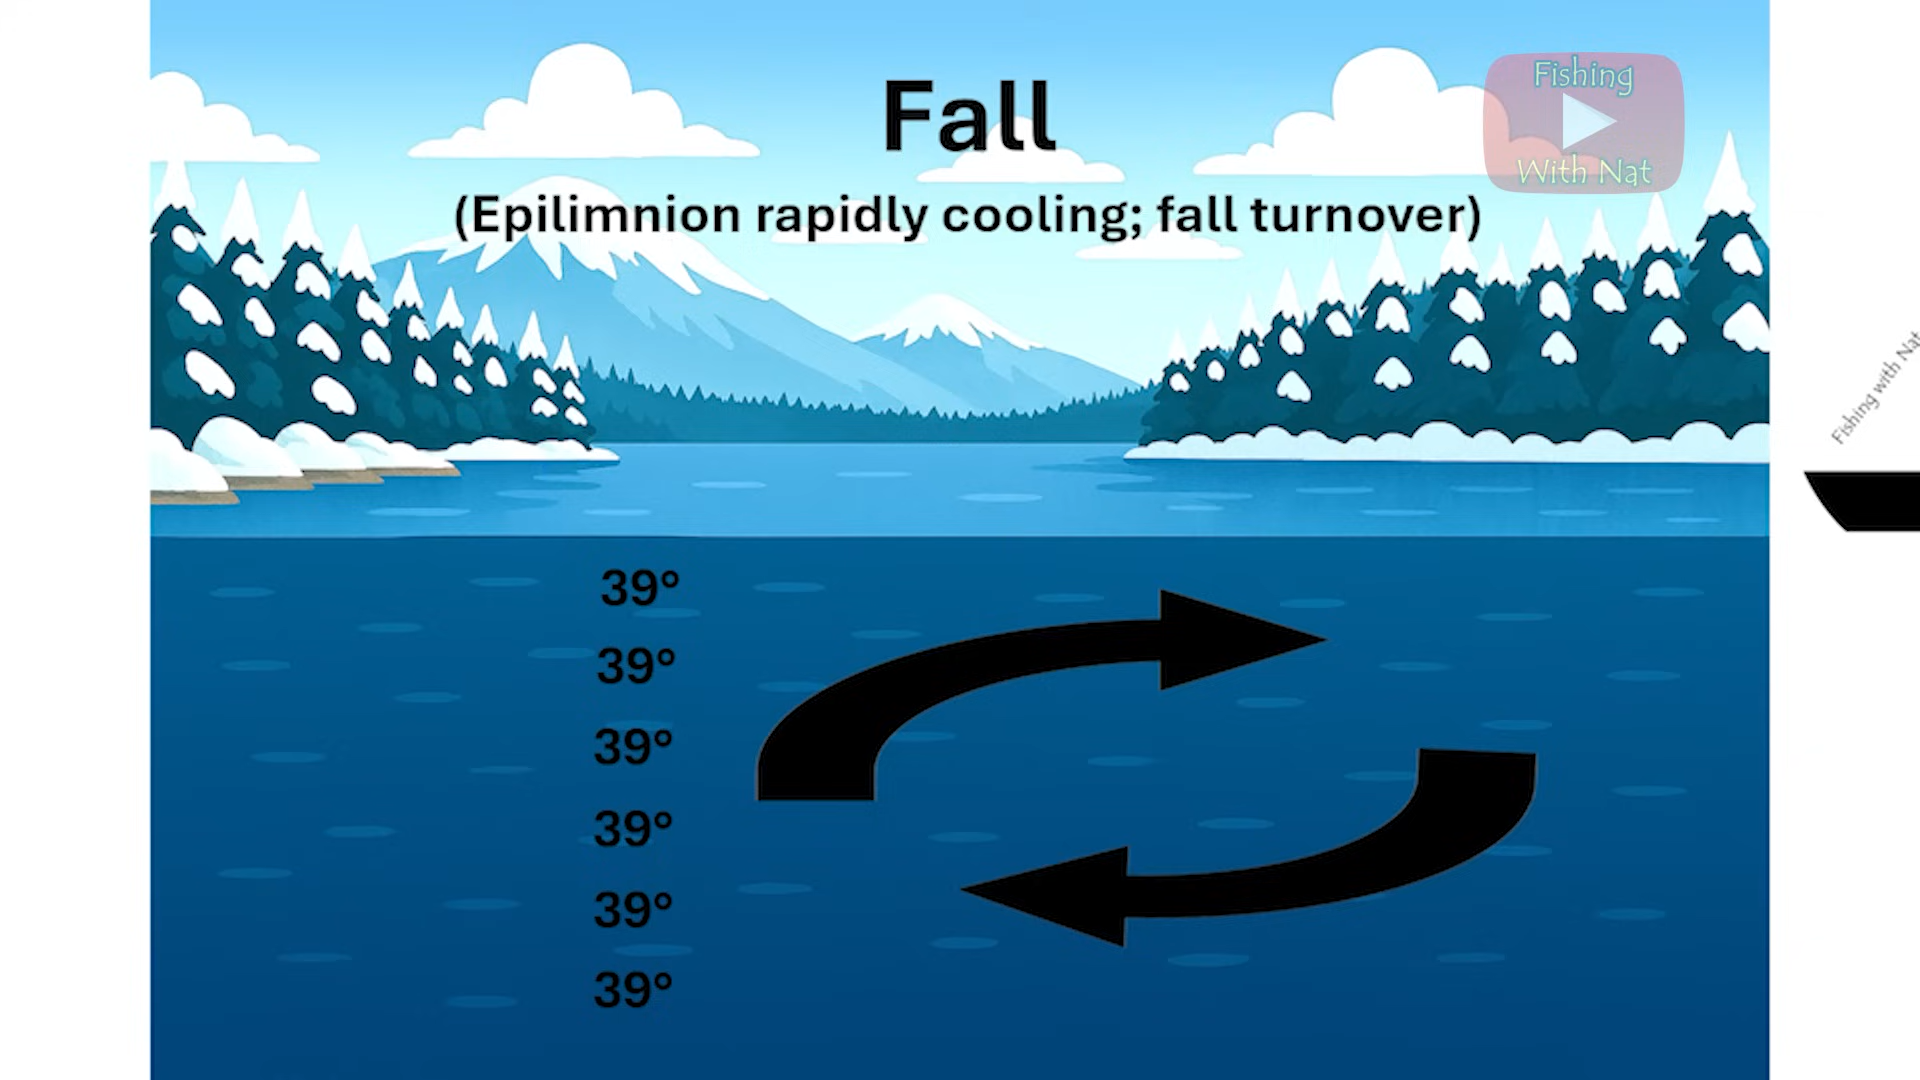 Fall
(Epilimnion rapidly cooling; fall turnover)
Fishing
With Nat
Fishing with Nat
39°
39°
39°
39°
39°
39°